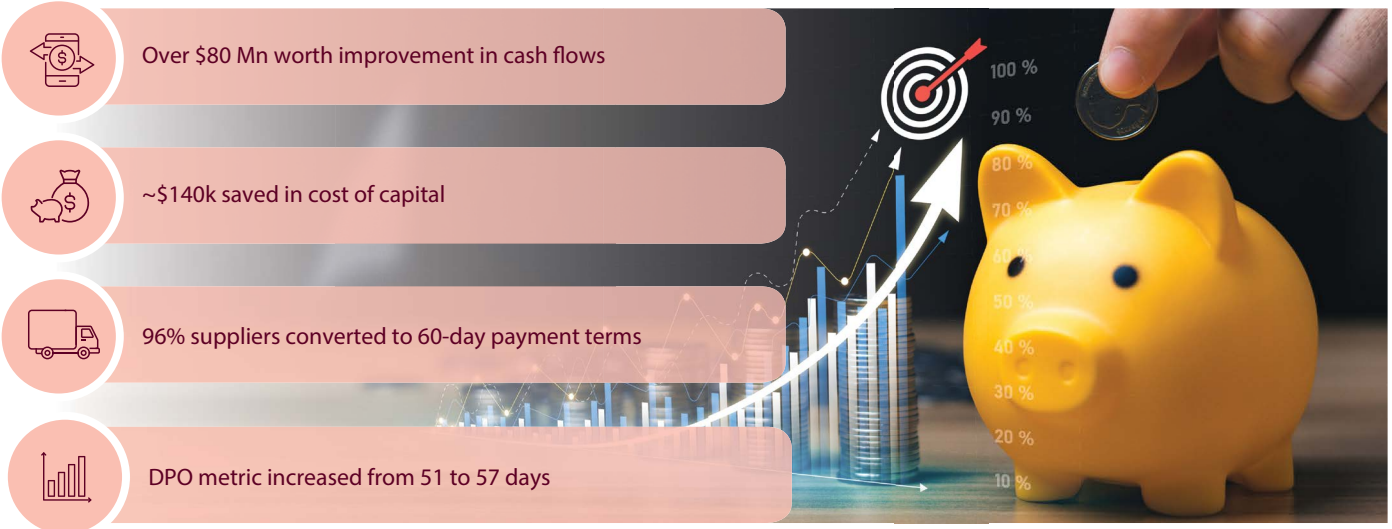 Over $80 Mn worth improvement in cash flows
~$140k saved in cost of capital
96% suppliers converted to 60-day payment terms
DPO metric increased from 51 to 57 days
100 %
90 %
80 %
70 %
60 %
50 %
40 %
30 %
20 %
10 %